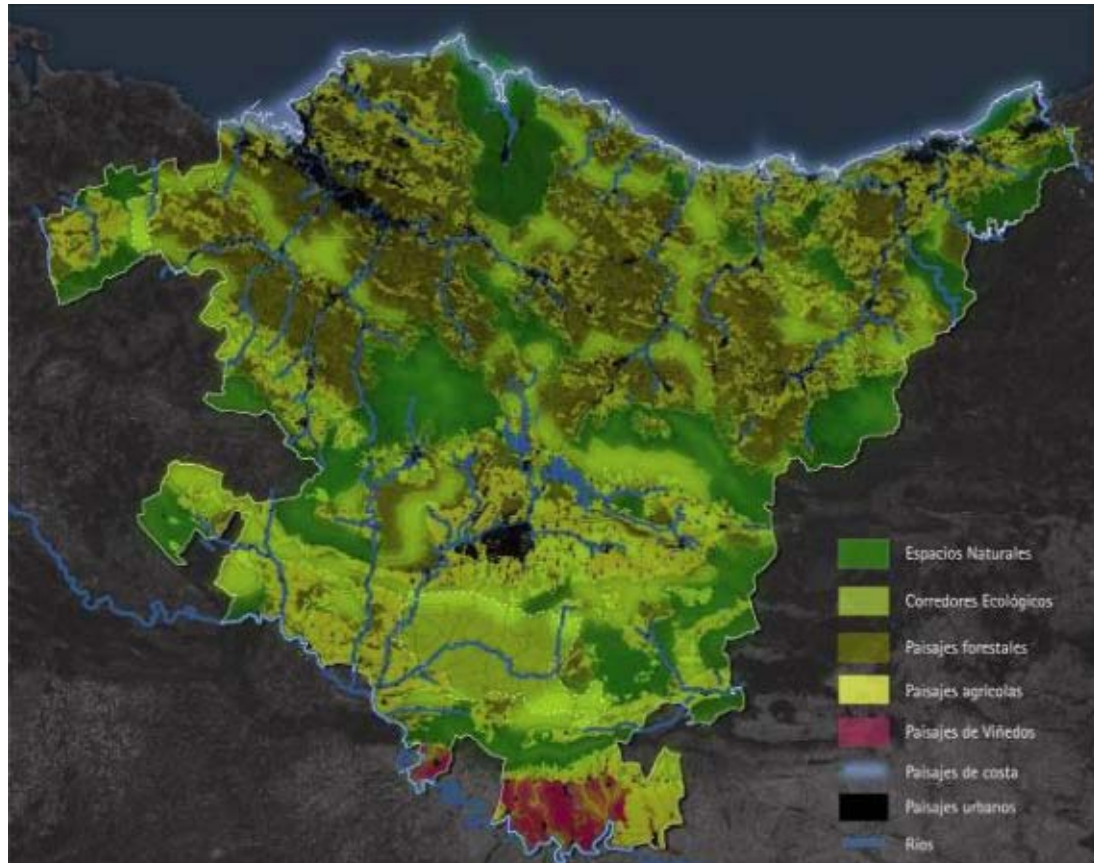 Espacios Naturales
Corredores Ecológicos
Paisajes forestales
Paisajes agrícolas
Paisajes de Viñedos
Paisajes de costa
Paisajes urbanos
Ríos